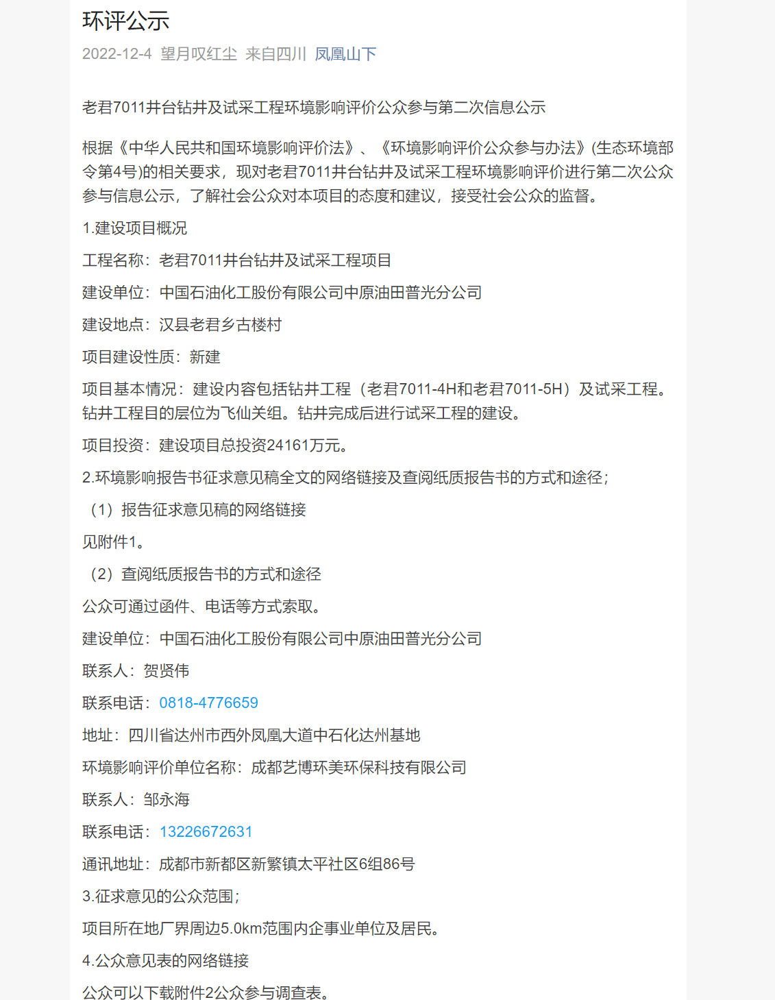 环评公示
2022-12-4 望月叹红尘 来自四川 凤凰山下
老君7011井台钻井及试采工程环境影响评价公众参与第二次信息公示
根据《中华人民共和国环境影响评价法》、《环境影响评价公众参与办法》(生态环境部
令第4号)的相关要求，现对老君7011井台钻井及试采工程环境影响评价进行第二次公众
参与信息公示，了解社会公众对本项目的态度和建议，接受社会公众的监督。
1.建设项目概况
工程名称：老君7011井台钻井及试采工程项目
建设单位：中国石油化工股份有限公司中原油田普光分公司
建设地点：汉县老君乡古楼村
项目建设性质：新建
项目基本情况：建设内容包括钻井工程（老君7011-4H和老君7011-5H）及试采工程。
钻井工程目的层位为飞仙关组。钻井完成后进行试采工程的建设。
项目投资：建设项目总投资24161万元。
2.环境影响报告书征求意见稿全文的网络链接及查阅纸质报告书的方式和途径；
（1）报告征求意见稿的网络链接
见附件1。
（2）查阅纸质报告书的方式和途径
公众可通过函件、电话等方式索取。
建设单位：中国石油化工股份有限公司中原油田普光分公司
联系人：贺贤伟
联系电话：0818-4776659
地址：四川省达州市西外凤凰大道中石化达州基地
环境影响评价单位名称：成都艺博环美环保科技有限公司
联系人：邹永海
联系电话：13226672631
通讯地址：成都市新都区新繁镇太平社区6组86号
3.征求意见的公众范围；
项目所在地厂界周边5.0km范围内企事业单位及居民。
4.公众意见表的网络链接
公众可以下载附件2公众参与调查表。